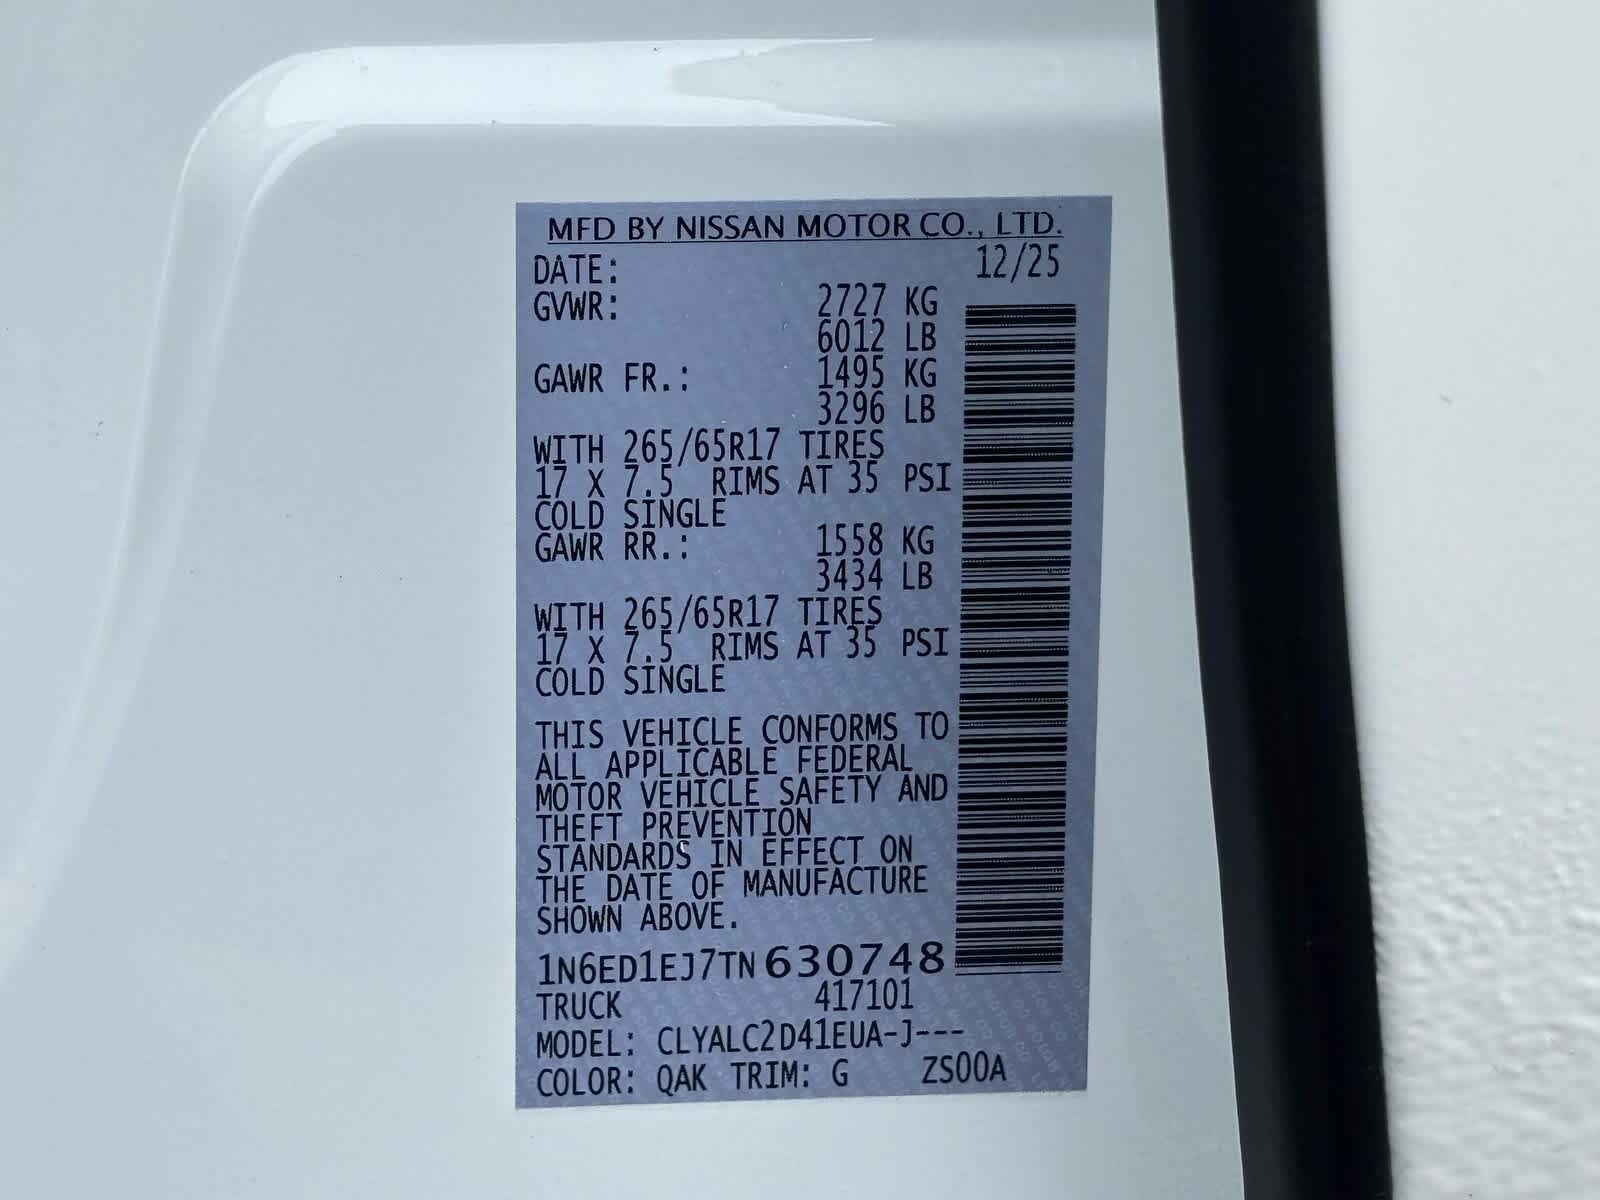 MFD BY NISSAN MOTOR CO., LTD.
DATE: 12/25
GVWR: 2727 KG
6012 LB
GAWR FR.: 1495 KG
3296 LB
WITH 265/65R17 TIRES
17 X 7.5 RIMS AT 35 PSI
COLD SINGLE
GAWR RR.: 1558 KG
3434 LB
WITH 265/65R17 TIRES
17 X 7.5 RIMS AT 35 PSI
COLD SINGLE
THIS VEHICLE CONFORMS TO
ALL APPLICABLE FEDERAL
MOTOR VEHICLE SAFETY AND
THEFT PREVENTION
STANDARDS IN EFFECT ON
THE DATE OF MANUFACTURE
SHOWN ABOVE.
1N6ED1EJ7TN630748
TRUCK 417101
MODEL: CLYALC2D41EUA-J---
COLOR: QAK TRIM: G ZS00A